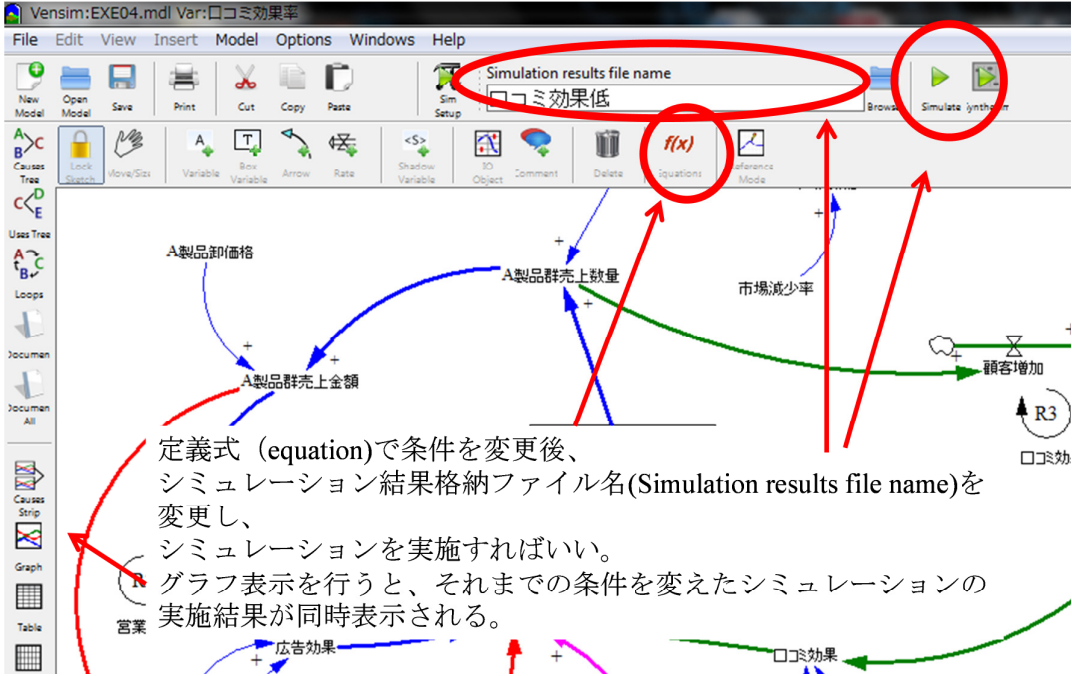 Vensim:EXE04.mdl Var:口コミ効果率
File Edit View Insert Model Options Windows Help
Simulation results file name
口コミ効果低
New Model
Open Model
Save
Print
Cut
Copy
Paste
Sim Setup
Browse
Simulate
Causes Tree
Lock Sketch
Move/Size
Variable
Box Variable
Arrow
Rate
Shadow Variable
IO Object
Comment
Delete
f(x)
Equations
Reference Mode
Uses Tree
Loops
Documen
Documen All
Causes Strip
Graph
Table
A製品卸価格
A製品群売上数量
市場減少率
A製品群売上金額
顧客増加
R3
口コミ効
定義式（equation)で条件を変更後、
シミュレーション結果格納ファイル名(Simulation results file name)を
変更し、
シミュレーションを実施すればいい。
グラフ表示を行うと、それまでの条件を変えたシミュレーションの
実施結果が同時表示される。
営業
広告効果
口コミ効果